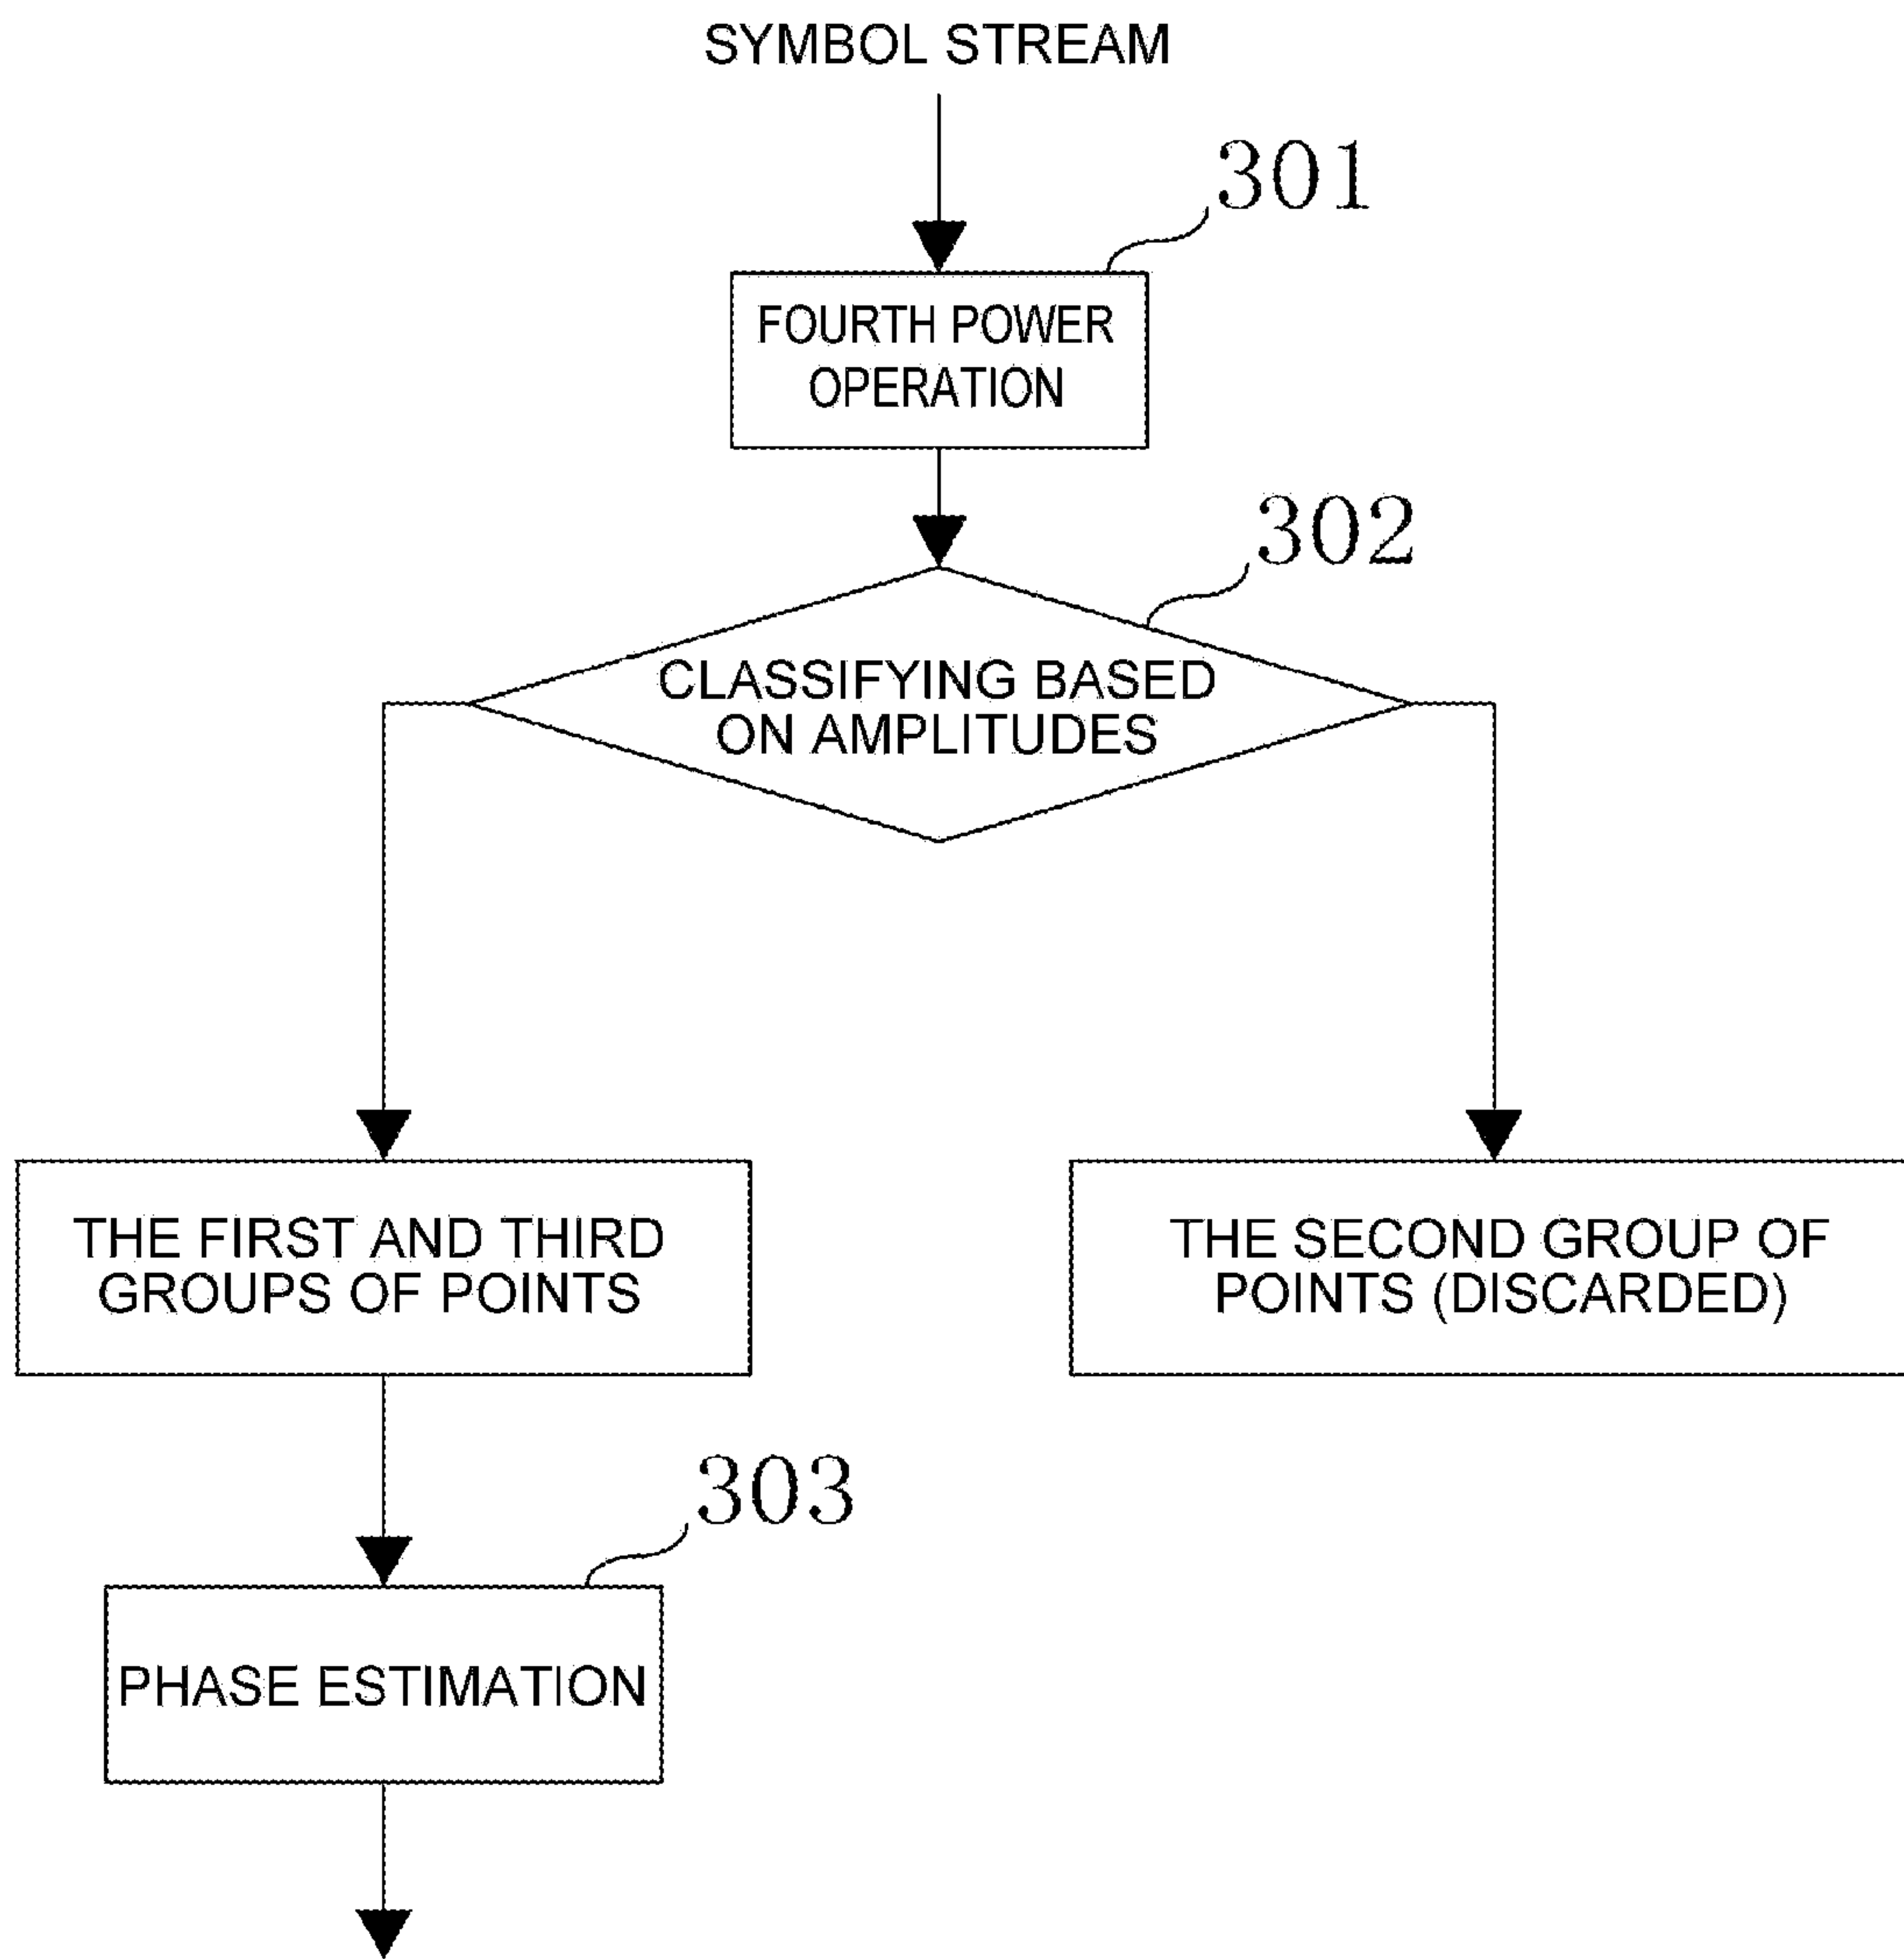 SYMBOL STREAM
301
FOURTH POWER
OPERATION
302
CLASSIFYING BASED
ON AMPLITUDES
THE FIRST AND THIRD
GROUPS OF POINTS
THE SECOND GROUP OF
POINTS (DISCARDED)
303
PHASE ESTIMATION